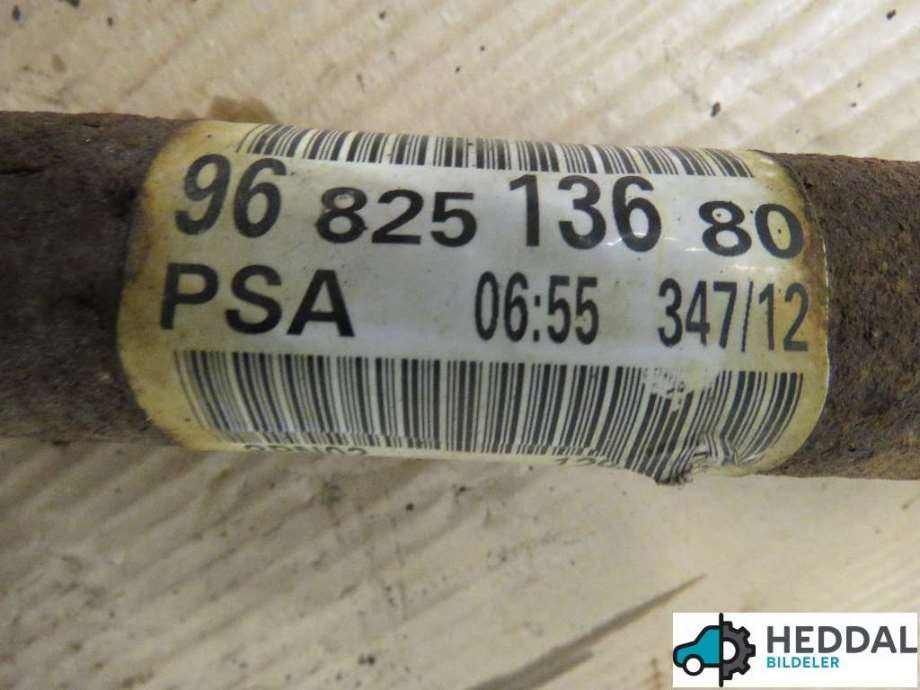 96 825 136 80
PSA 06:55 347/12
HEDDAL
BILDELER